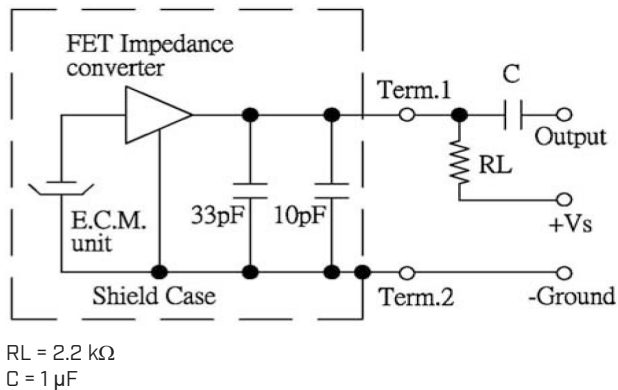 FET Impedance
converter
Term.1
C
Output
RL
+Vs
E.C.M.
unit
33pF
10pF
Shield Case
Term.2
-Ground
RL = 2.2 kΩ
C = 1 µF